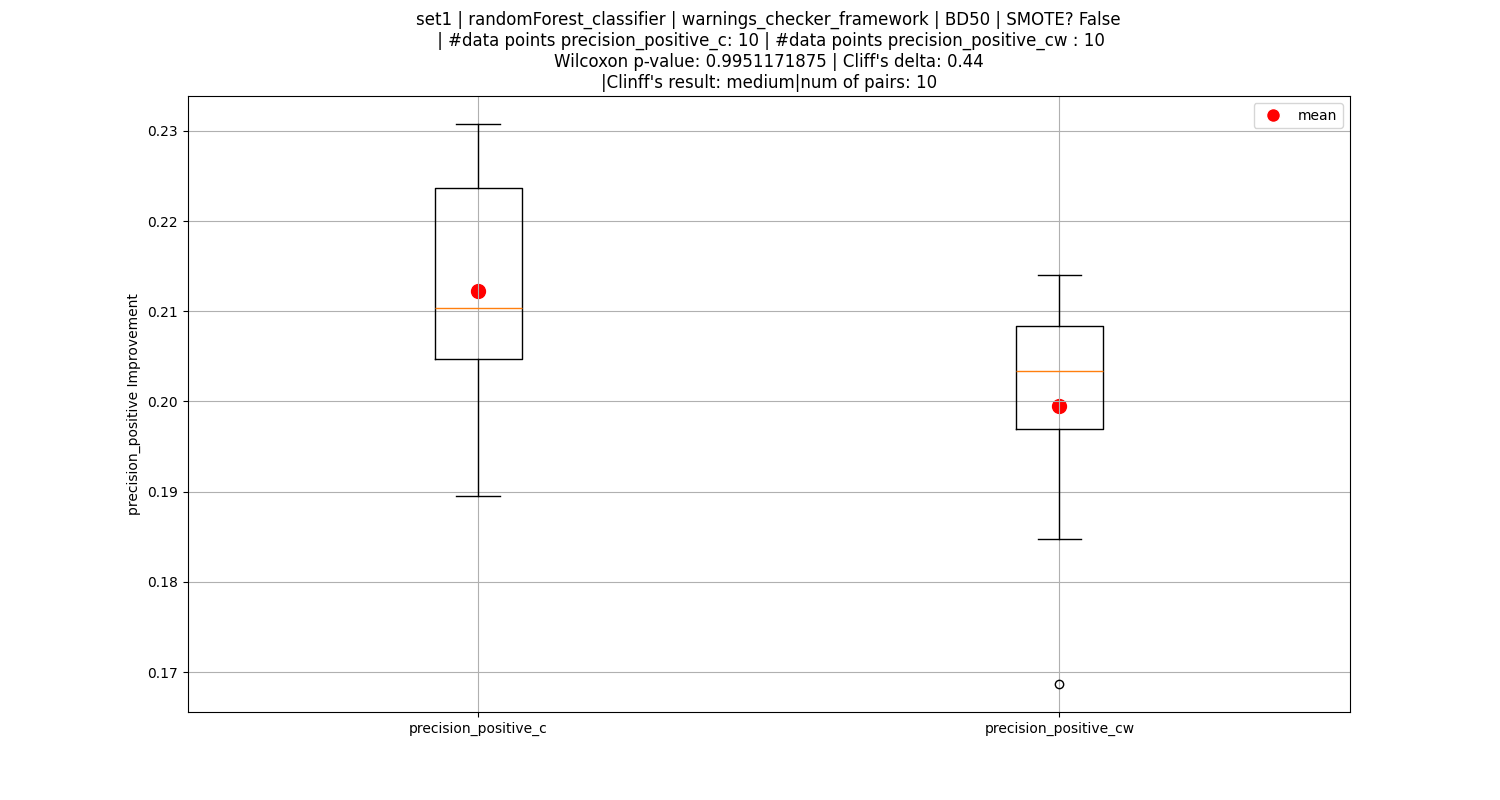 set1 | randomForest_classifier | warnings_checker_framework | BD50 | SMOTE? False
| #data points precision_positive_c: 10 | #data points precision_positive_cw : 10
Wilcoxon p-value: 0.9951171875 | Cliff's delta: 0.44
|Clinff's result: medium|num of pairs: 10
mean
0.23
0.22
0.21
0.20
0.19
0.18
0.17
precision_positive Improvement
precision_positive_c
precision_positive_cw